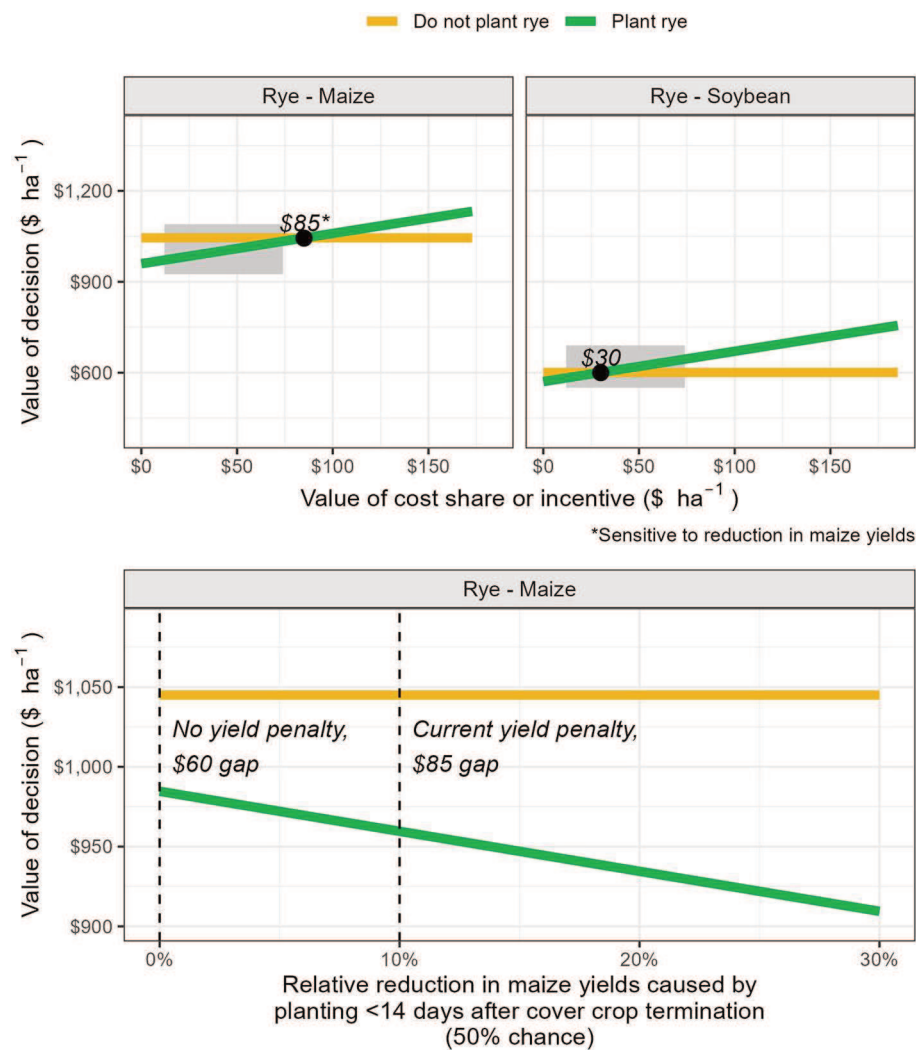 Do not plant rye Plant rye
Rye - Maize Rye - Soybean
Value of decision ($ ha⁻¹ )
$1,200
$900
$600
$85*
$30
$0 $50 $100 $150 $0 $50 $100 $150
Value of cost share or incentive ($ ha⁻¹ )
*Sensitive to reduction in maize yields
Rye - Maize
Value of decision ($ ha⁻¹ )
$1,050
$1,000
$950
$900
No yield penalty,
$60 gap
Current yield penalty,
$85 gap
0% 10% 20% 30%
Relative reduction in maize yields caused by
planting <14 days after cover crop termination
(50% chance)